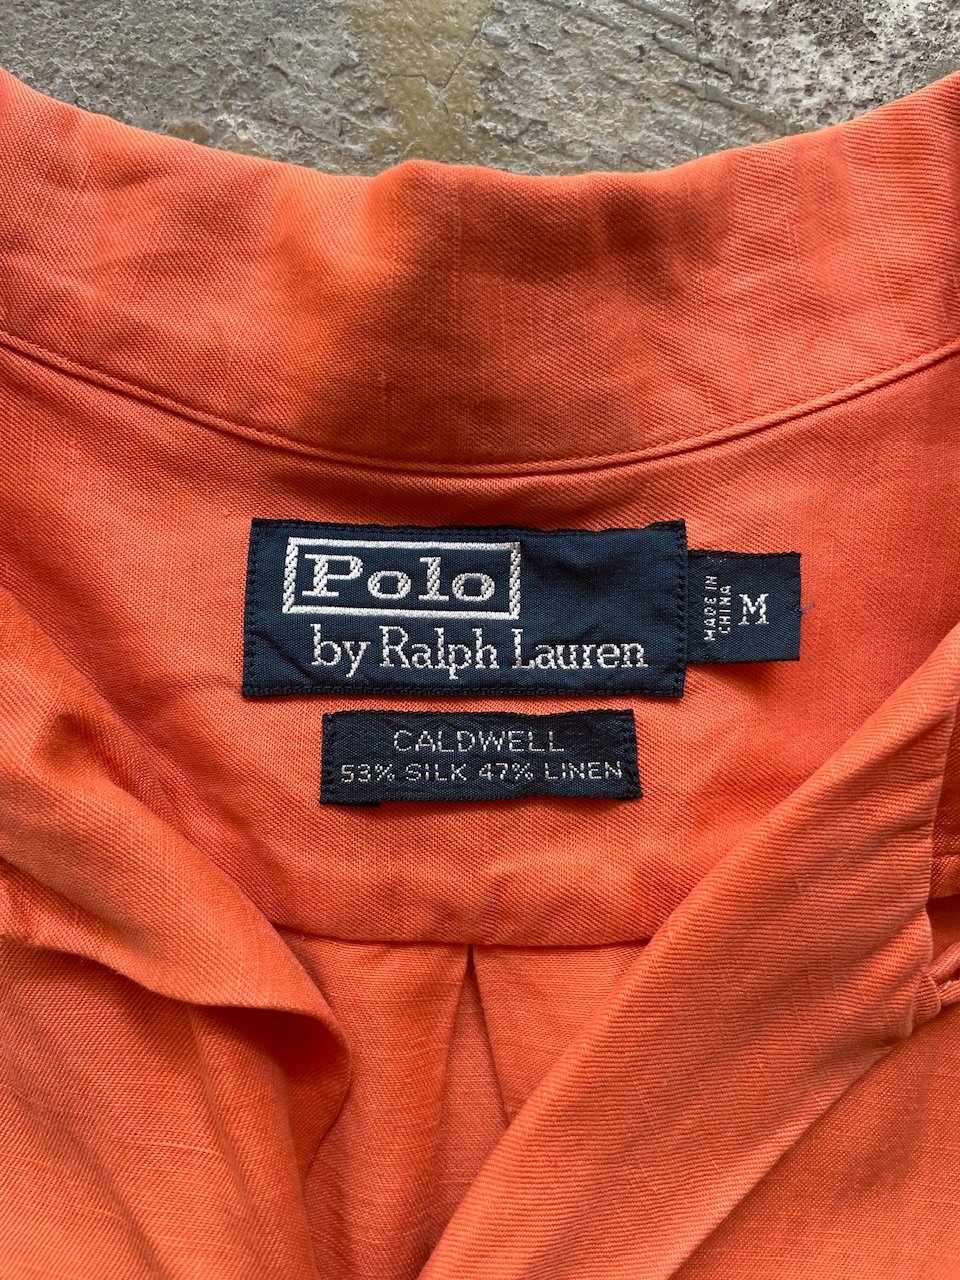 Polo
by Ralph Lauren
MADE IN
CHINA
M
CALDWELL
53% SILK 47% LINEN